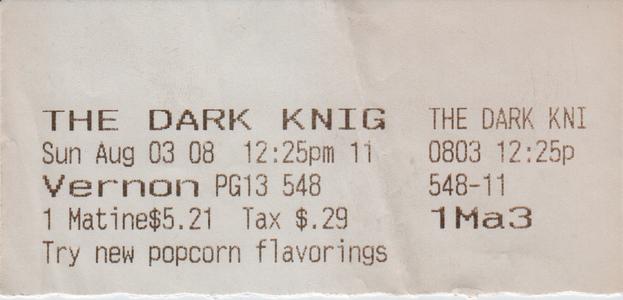 THE DARK KNIG
Sun Aug 03 08 12:25pm 11
Vernon PG13 548
1 Matine$5.21 Tax $.29
Try new popcorn flavorings
THE DARK KNI
0803 12:25p
548-11
1Ma3